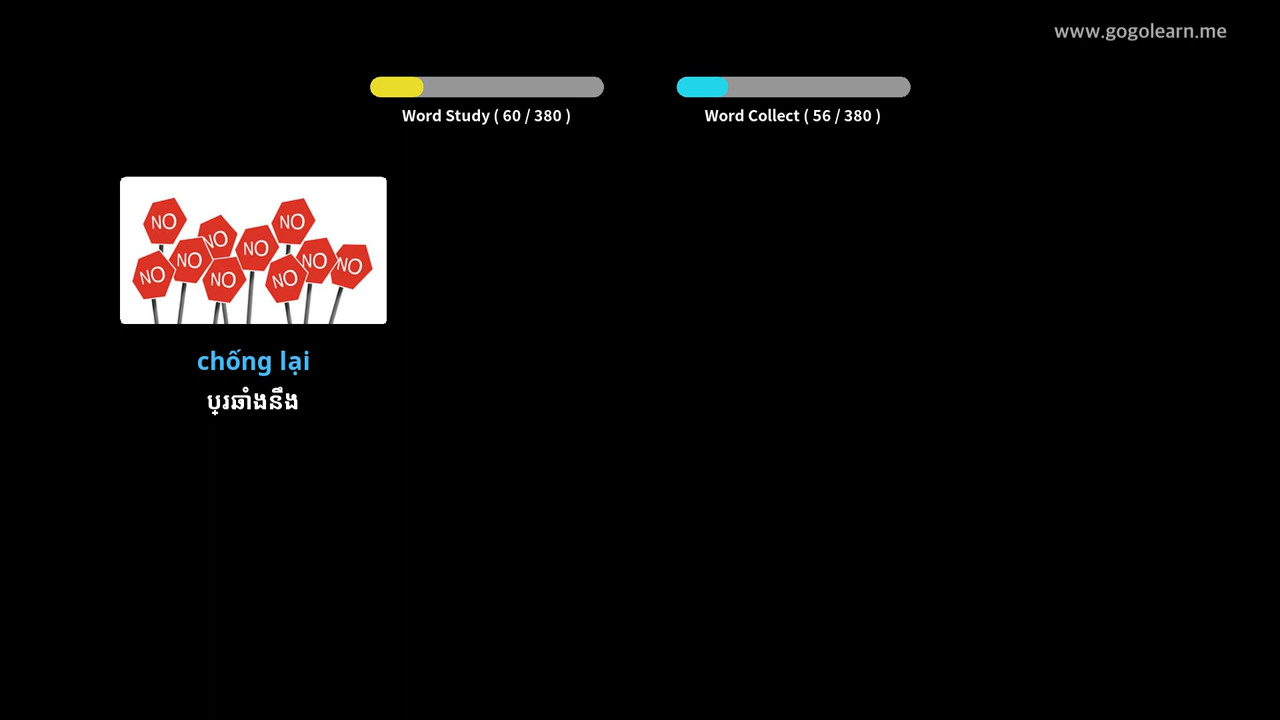 www.gogolearn.me
Word Study ( 60 / 380 )
Word Collect ( 56 / 380 )
NO
NO
NO
NO
NO
NO
NO
NO
NO
NO
chống lại
ប្រឆាំងនឹង